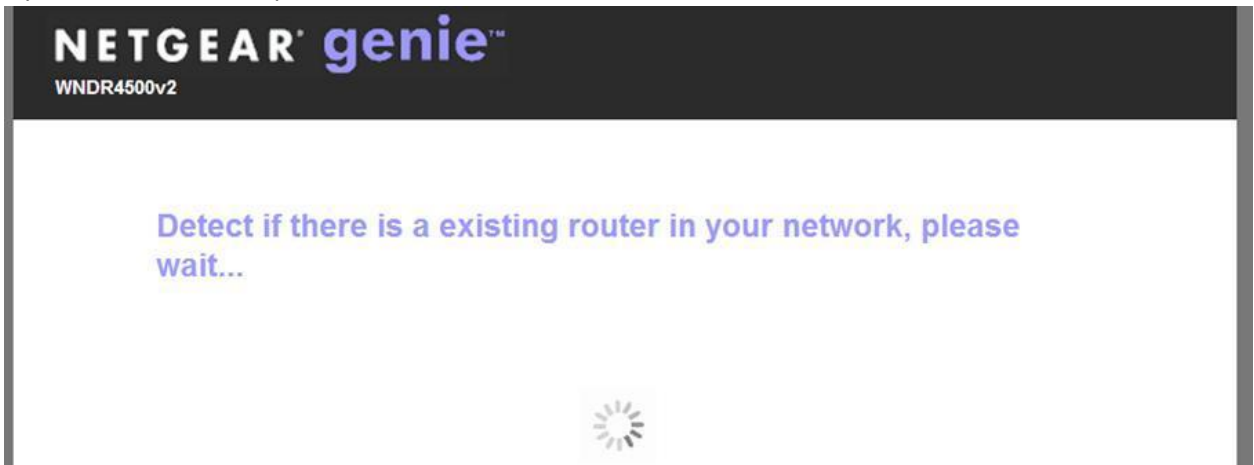 NETGEAR® genie™
WNDR4500v2
Detect if there is a existing router in your network, please
wait...